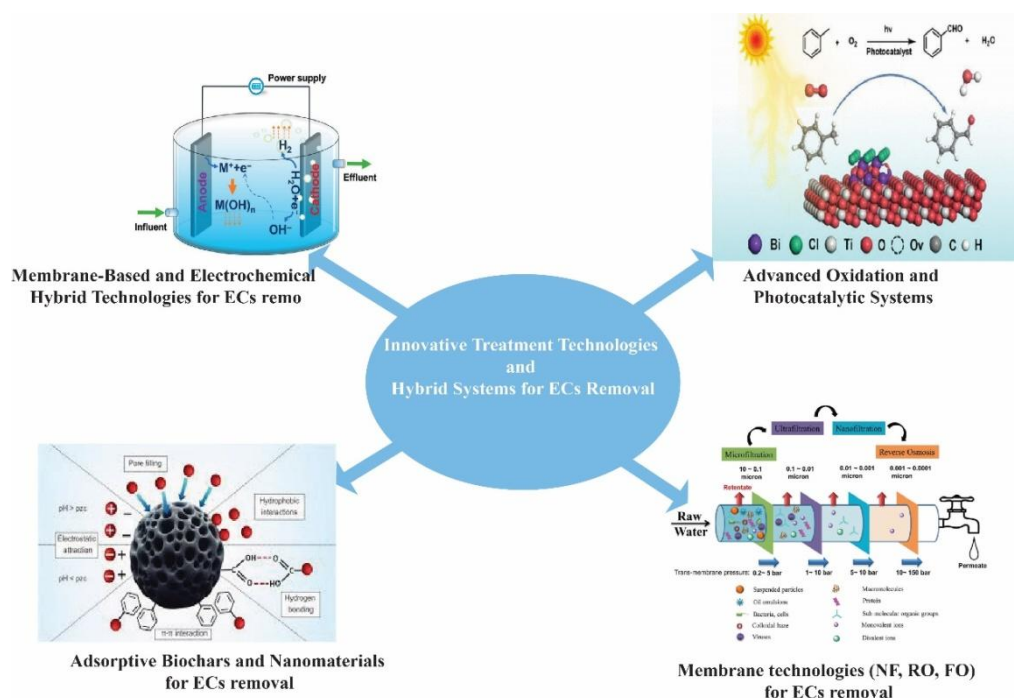 Power supply
H₂
M⁺+e⁻
M(OH)ₙ
H₂O+e⁻
OH⁻
Anode
Cathode
Influent
Effluent
Membrane-Based and Electrochemical
Hybrid Technologies for ECs remo
+ O₂
hv
Photocatalyst
CHO
+ H₂O
Bi Cl Ti O Ov C H
Advanced Oxidation and
Photocatalytic Systems
Innovative Treatment Technologies
and
Hybrid Systems for ECs Removal
Pore filling
Hydrophobic
interactions
pH > pzc
Electrostatic
attraction
pH < pzc
OH
O
O
HO
Hydrogen
bonding
π-π interaction
Adsorptive Biochars and Nanomaterials
for ECs removal
Microfiltration
Ultrafiltration
Nanofiltration
Reverse Osmosis
10 ~ 0.1
micron
0.1 ~ 0.01
micron
0.01 ~ 0.001
micron
0.001 ~ 0.0001
micron
Retentate
Raw
Water
Permeate
Trans-membrane pressure:
0.2~ 5 bar
1~ 10 bar
5~ 10 bar
10~ 150 bar
Suspended particles
Oil emulsions
Bacteria, cells
Colloidal haze
Viruses
Macromolecules
Protein
Sub-molecular organic groups
Monovalent ions
Divalent ions
Membrane technologies (NF, RO, FO)
for ECs removal